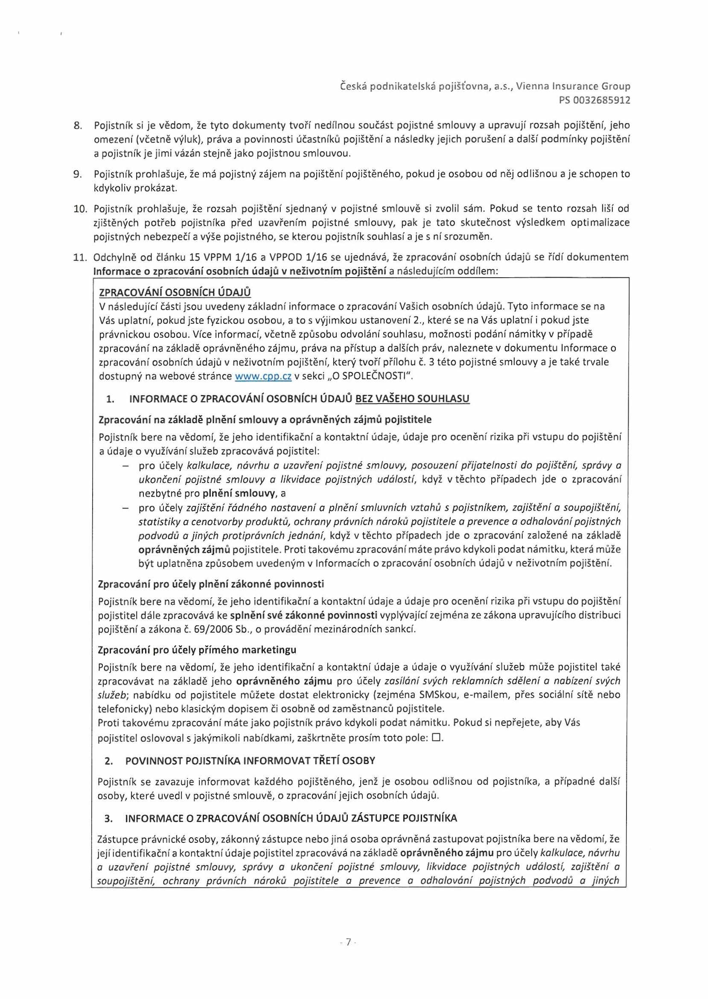 Česká podnikatelská pojišťovna, a.s., Vienna Insurance Group
PS 0032685912
8. Pojistník si je vědom, že tyto dokumenty tvoří nedílnou součást pojistné smlouvy a upravují rozsah pojištění, jeho
omezení (včetně výluk), práva a povinnosti účastníků pojištění a následky jejich porušení a další podmínky pojištění
a pojistník je jimi vázán stejně jako pojistnou smlouvou.
9. Pojistník prohlašuje, že má pojistný zájem na pojištění pojištěného, pokud je osobou od něj odlišnou a je schopen to
kdykoliv prokázat.
10. Pojistník prohlašuje, že rozsah pojištění sjednaný v pojistné smlouvě si zvolil sám. Pokud se tento rozsah liší od
zjištěných potřeb pojistníka před uzavřením pojistné smlouvy, pak je tato skutečnost výsledkem optimalizace
pojistných nebezpečí a výše pojistného, se kterou pojistník souhlasí a je s ní srozuměn.
11. Odchylně od článku 15 VPPM 1/16 a VPPOD 1/16 se ujednává, že zpracování osobních údajů se řídí dokumentem
Informace o zpracování osobních údajů v neživotním pojištění a následujícím oddílem:
ZPRACOVÁNÍ OSOBNÍCH ÚDAJŮ
V následující části jsou uvedeny základní informace o zpracování Vašich osobních údajů. Tyto informace se na
Vás uplatní, pokud jste fyzickou osobou, a to s výjimkou ustanovení 2., které se na Vás uplatní i pokud jste
právnickou osobou. Více informací, včetně způsobu odvolání souhlasu, možnosti podání námitky v případě
zpracování na základě oprávněného zájmu, práva na přístup a dalších práv, naleznete v dokumentu Informace o
zpracování osobních údajů v neživotním pojištění, který tvoří přílohu č. 3 této pojistné smlouvy a je také trvale
dostupný na webové stránce www.cpp.cz v sekci „O SPOLEČNOSTI“.
1. INFORMACE O ZPRACOVÁNÍ OSOBNÍCH ÚDAJŮ BEZ VAŠEHO SOUHLASU
Zpracování na základě plnění smlouvy a oprávněných zájmů pojistitele
Pojistník bere na vědomí, že jeho identifikační a kontaktní údaje, údaje pro ocenění rizika při vstupu do pojištění
a údaje o využívání služeb zpracovává pojistitel:
– pro účely kalkulace, návrhu a uzavření pojistné smlouvy, posouzení přijatelnosti do pojištění, správy a
ukončení pojistné smlouvy a likvidace pojistných událostí, když v těchto případech jde o zpracování
nezbytné pro plnění smlouvy, a
– pro účely zajištění řádného nastavení a plnění smluvních vztahů s pojistníkem, zajištění a soupojištění,
statistiky a cenotvorby produktů, ochrany právních nároků pojistitele a prevence a odhalování pojistných
podvodů a jiných protiprávních jednání, když v těchto případech jde o zpracování založené na základě
oprávněných zájmů pojistitele. Proti takovému zpracování máte právo kdykoli podat námitku, která může
být uplatněna způsobem uvedeným v Informacích o zpracování osobních údajů v neživotním pojištění.
Zpracování pro účely plnění zákonné povinnosti
Pojistník bere na vědomí, že jeho identifikační a kontaktní údaje a údaje pro ocenění rizika při vstupu do pojištění
pojistitel dále zpracovává ke splnění své zákonné povinnosti vyplývající zejména ze zákona upravujícího distribuci
pojištění a zákona č. 69/2006 Sb., o provádění mezinárodních sankcí.
Zpracování pro účely přímého marketingu
Pojistník bere na vědomí, že jeho identifikační a kontaktní údaje a údaje o využívání služeb může pojistitel také
zpracovávat na základě jeho oprávněného zájmu pro účely zasílání svých reklamních sdělení a nabízení svých
služeb; nabídku od pojistitele můžete dostat elektronicky (zejména SMSkou, e-mailem, přes sociální sítě nebo
telefonicky) nebo klasickým dopisem či osobně od zaměstnanců pojistitele.
Proti takovému zpracování máte jako pojistník právo kdykoli podat námitku. Pokud si nepřejete, aby Vás
pojistitel oslovoval s jakýmikoli nabídkami, zaškrtněte prosím toto pole: ☐.
2. POVINNOST POJISTNÍKA INFORMOVAT TŘETÍ OSOBY
Pojistník se zavazuje informovat každého pojištěného, jenž je osobou odlišnou od pojistníka, a případné další
osoby, které uvedl v pojistné smlouvě, o zpracování jejich osobních údajů.
3. INFORMACE O ZPRACOVÁNÍ OSOBNÍCH ÚDAJŮ ZÁSTUPCE POJISTNÍKA
Zástupce právnické osoby, zákonný zástupce nebo jiná osoba oprávněná zastupovat pojistníka bere na vědomí, že
její identifikační a kontaktní údaje pojistitel zpracovává na základě oprávněného zájmu pro účely kalkulace, návrhu
a uzavření pojistné smlouvy, správy a ukončení pojistné smlouvy, likvidace pojistných událostí, zajištění a
soupojištění, ochrany právních nároků pojistitele a prevence a odhalování pojistných podvodů a jiných
- 7 -